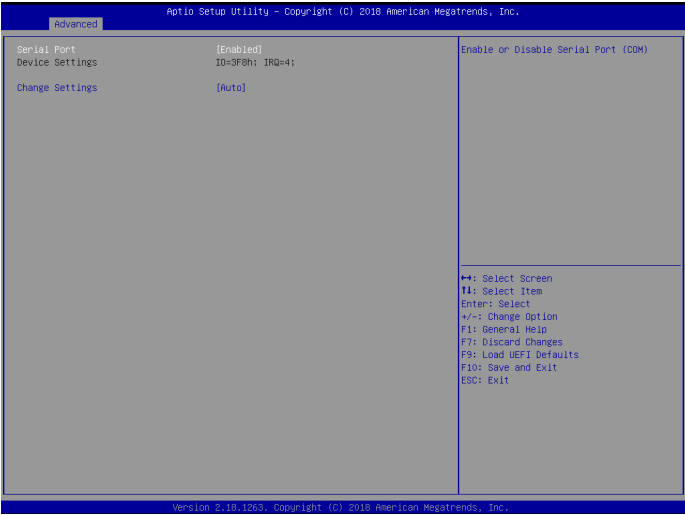 Aptio Setup Utility – Copyright (C) 2018 American Megatrends, Inc.
Advanced
Serial Port [Enabled]
Device Settings IO=3F8h; IRQ=4;
Change Settings [Auto]
Enable or Disable Serial Port (COM)
↔: Select Screen
↑↓: Select Item
Enter: Select
+/-: Change Option
F1: General Help
F7: Discard Changes
F9: Load UEFI Defaults
F10: Save and Exit
ESC: Exit
Version 2.18.1263. Copyright (C) 2018 American Megatrends, Inc.